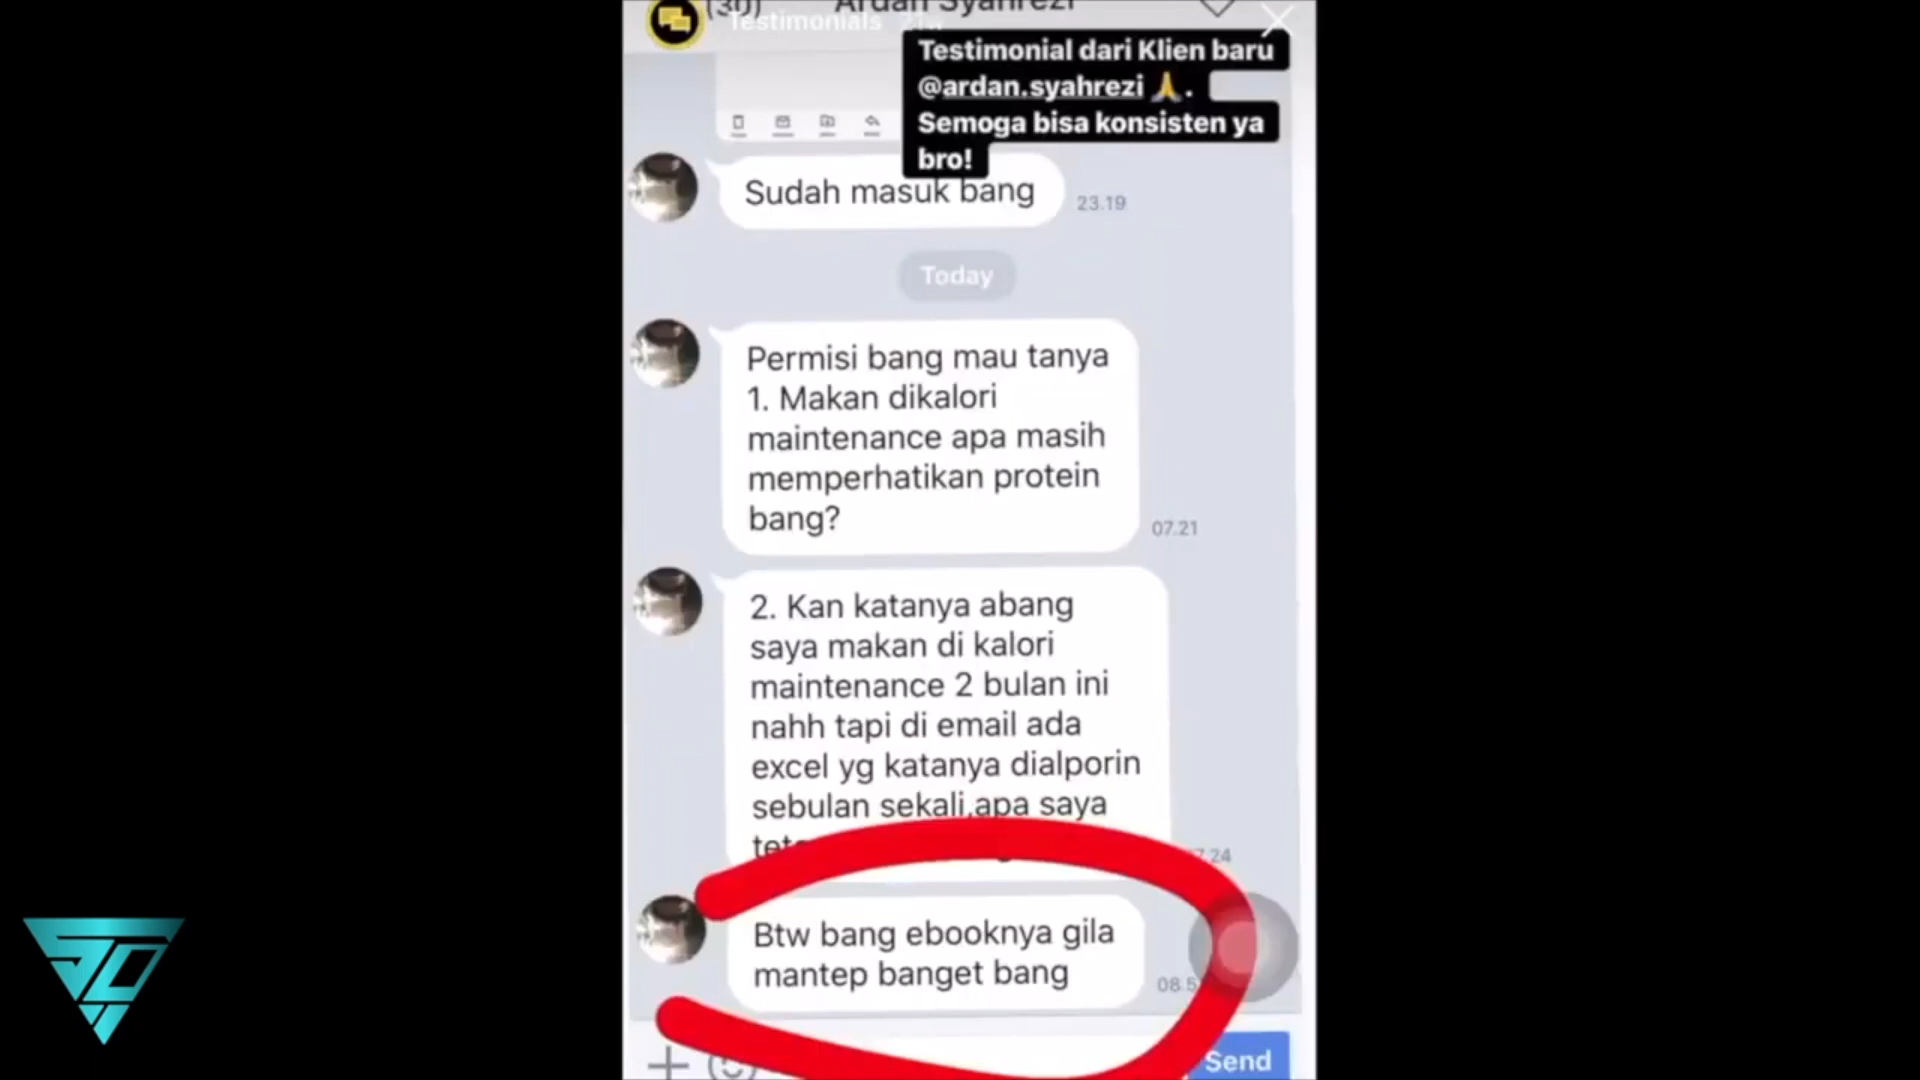 (30)
Ardan Syahrezi
Testimonials
Testimonial dari Klien baru
@ardan.syahrezi 🙏.
Semoga bisa konsisten ya
bro!
Sudah masuk bang
23.19
Today
Permisi bang mau tanya
1. Makan dikalori
maintenance apa masih
memperhatikan protein
bang?
07.21
2. Kan katanya abang
saya makan di kalori
maintenance 2 bulan ini
nahh tapi di email ada
excel yg katanya dialporin
sebulan sekali,apa saya
Btw bang ebooknya gila
mantep banget bang
Send